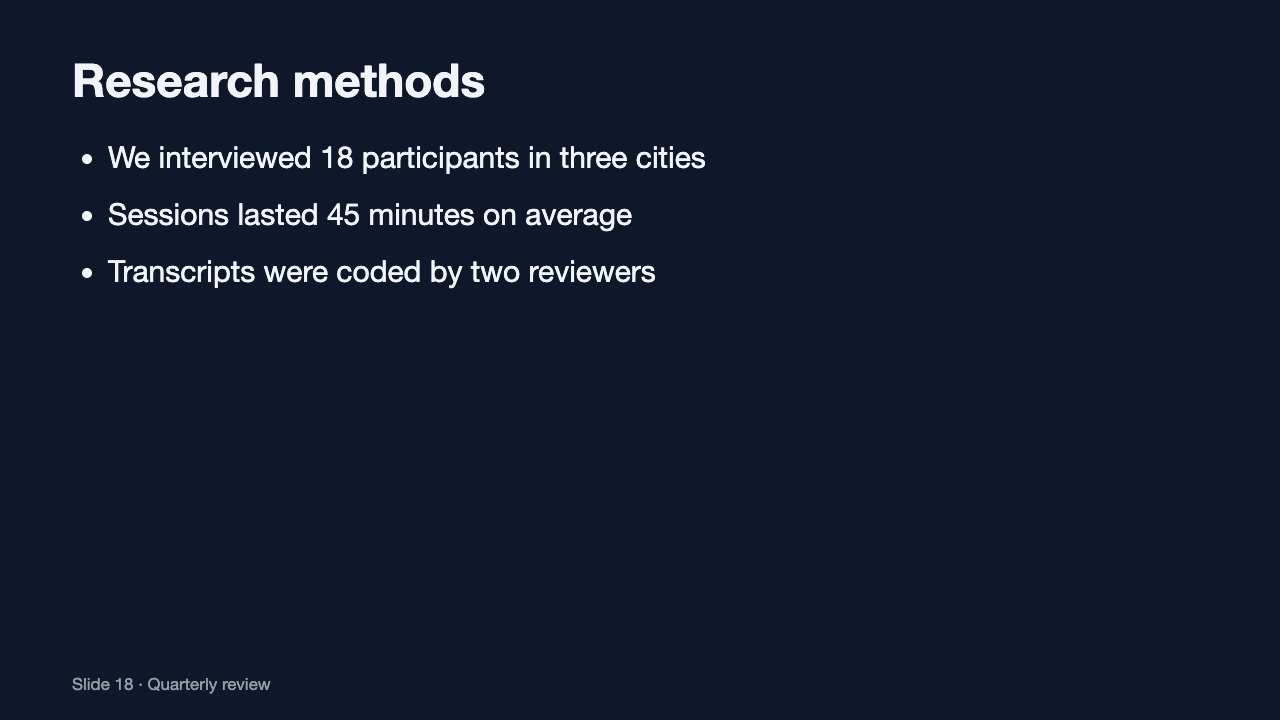 Research methods
• We interviewed 18 participants in three cities
• Sessions lasted 45 minutes on average
• Transcripts were coded by two reviewers
Slide 18 · Quarterly review